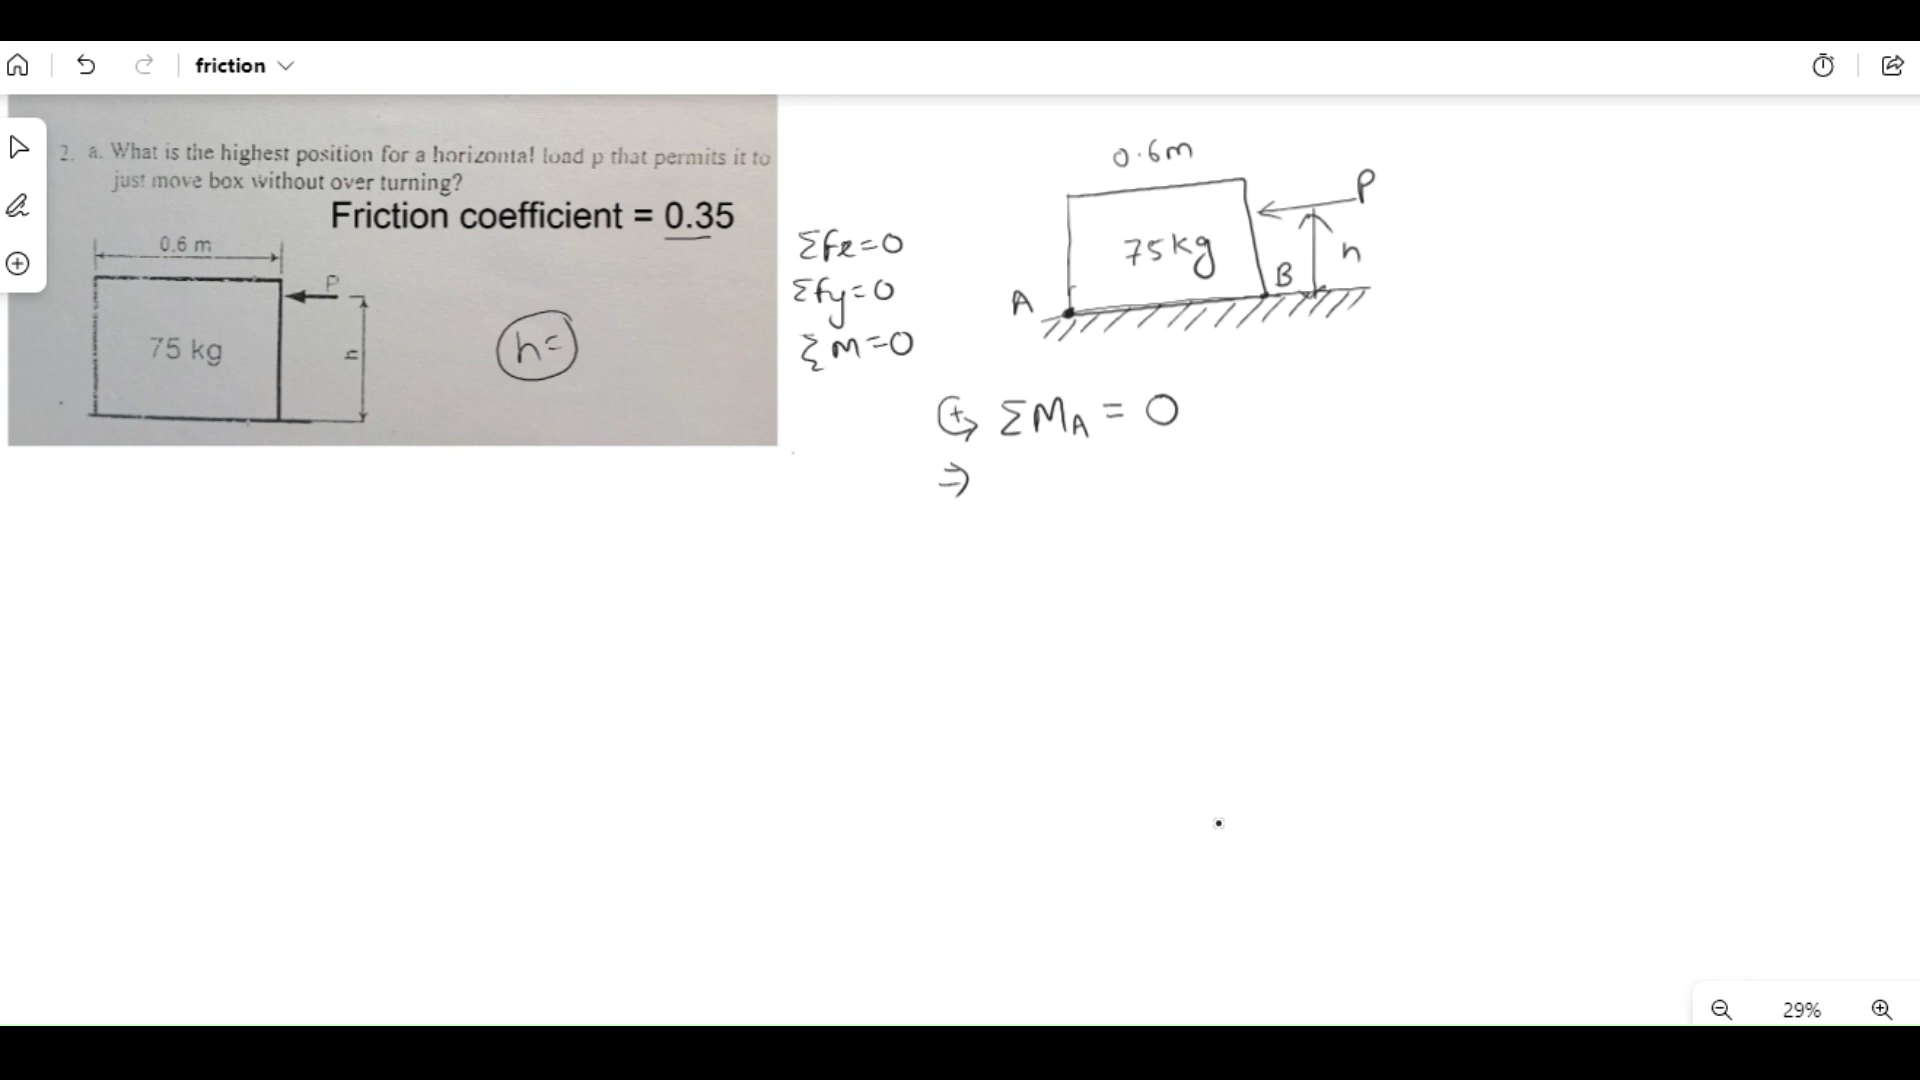 friction
2. a. What is the highest position for a horizontal load p that permits it to
just move box without over turning?
Friction coefficient = 0.35
0.6 m
P
75 kg
h
h=
Σfx=0
Σfy=0
ΣM=0
0.6m
P
75kg
h
A
B
+ ΣM_A = 0
⇒
29%